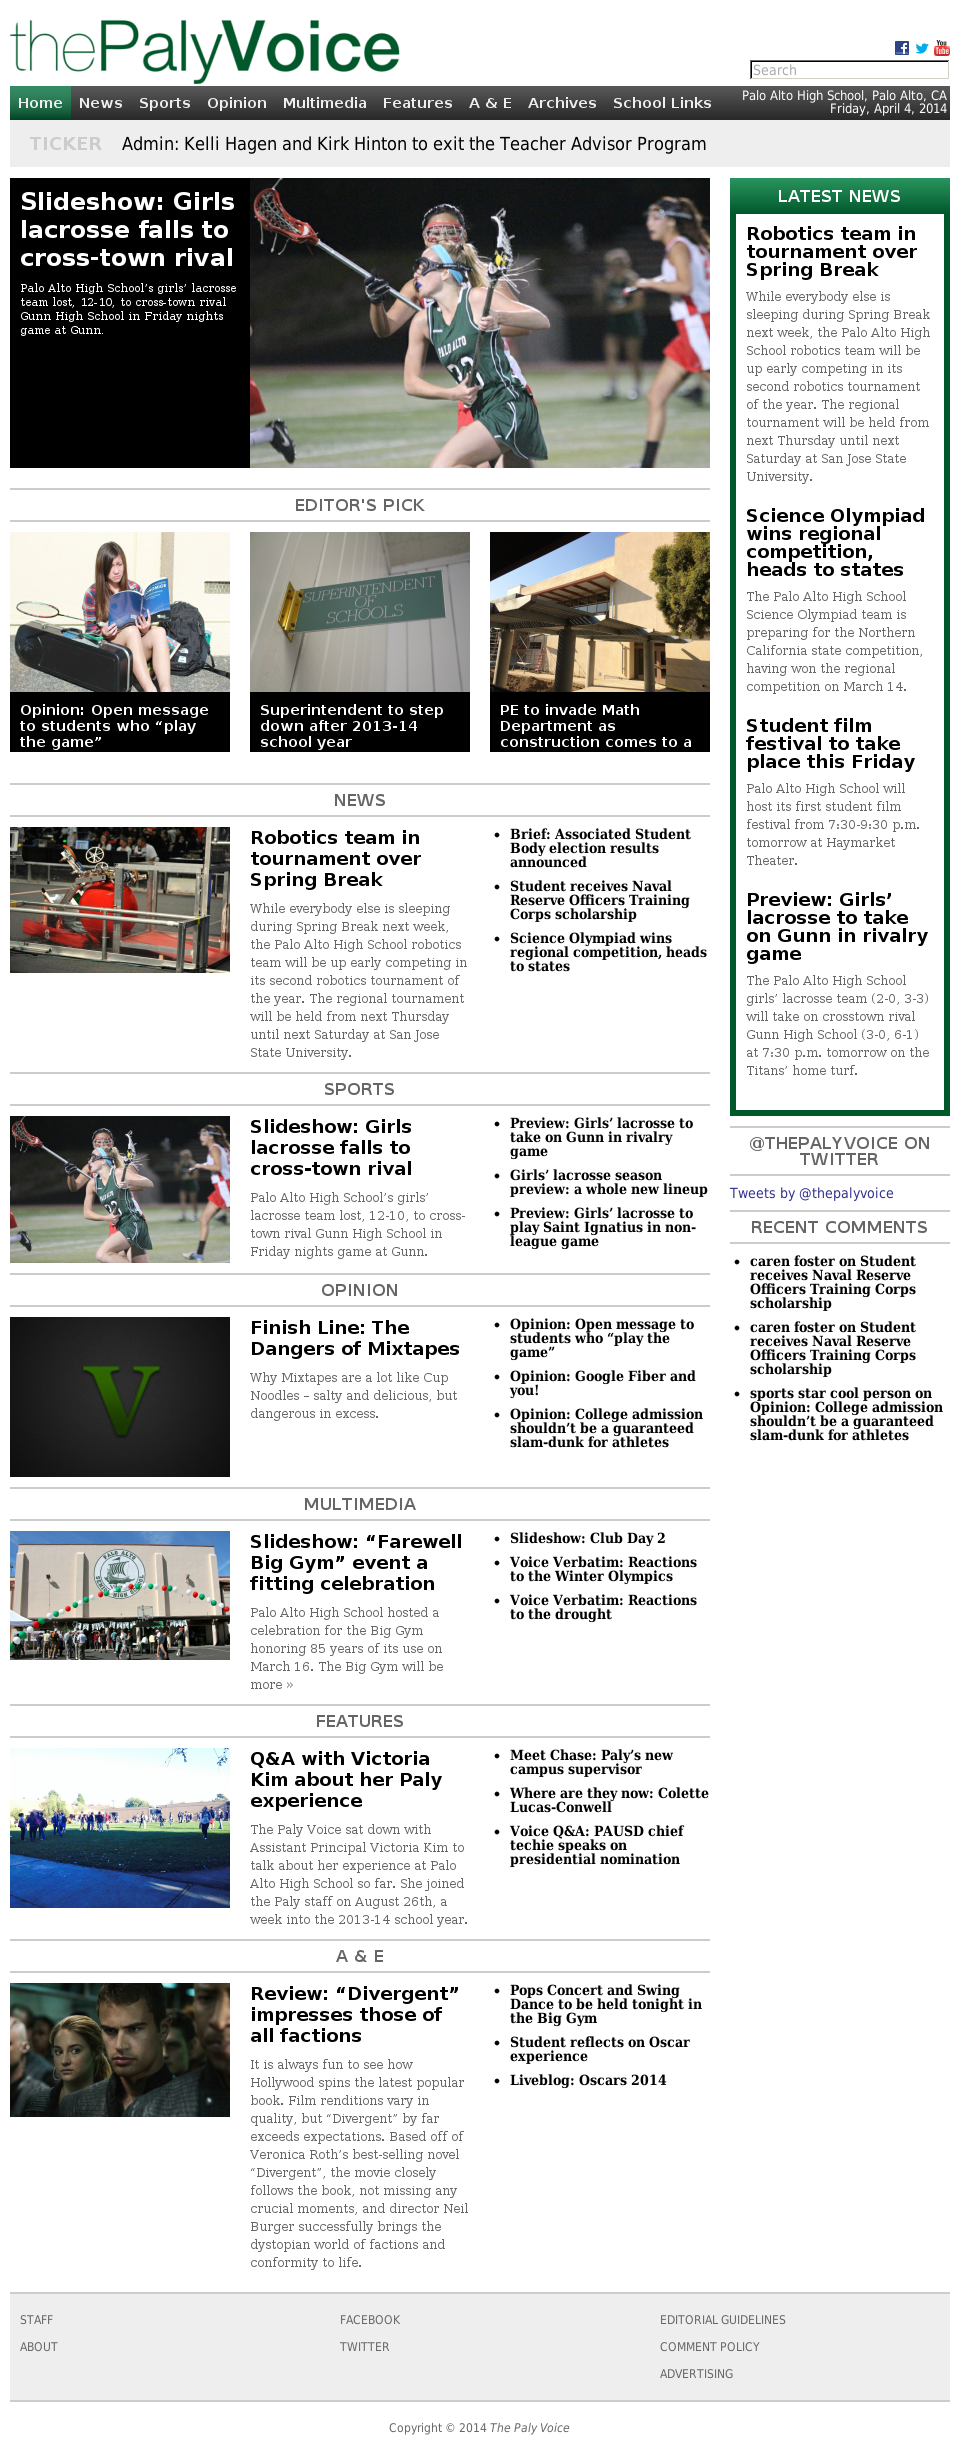 thePalyVoice
Search
Home News Sports Opinion Multimedia Features A & E Archives School Links
Palo Alto High School, Palo Alto, CA
Friday, April 4, 2014
TICKER Admin: Kelli Hagen and Kirk Hinton to exit the Teacher Advisor Program
Slideshow: Girls
lacrosse falls to
cross-town rival
Palo Alto High School's girls' lacrosse
team lost, 12-10, to cross-town rival
Gunn High School in Friday nights
game at Gunn.
PALO ALTO
EDITOR'S PICK
SUPERINTENDENT
OF
SCHOOLS
Opinion: Open message
to students who “play
the game”
Superintendent to step
down after 2013-14
school year
PE to invade Math
Department as
construction comes to a
NEWS
Robotics team in
tournament over
Spring Break
While everybody else is sleeping
during Spring Break next week,
the Palo Alto High School robotics
team will be up early competing in
its second robotics tournament of
the year. The regional tournament
will be held from next Thursday
until next Saturday at San Jose
State University.
Brief: Associated Student
Body election results
announced
Student receives Naval
Reserve Officers Training
Corps scholarship
Science Olympiad wins
regional competition, heads
to states
SPORTS
Slideshow: Girls
lacrosse falls to
cross-town rival
Palo Alto High School's girls'
lacrosse team lost, 12-10, to cross-
town rival Gunn High School in
Friday nights game at Gunn.
Preview: Girls’ lacrosse to
take on Gunn in rivalry
game
Girls’ lacrosse season
preview: a whole new lineup
Preview: Girls’ lacrosse to
play Saint Ignatius in non-
league game
OPINION
V
Finish Line: The
Dangers of Mixtapes
Why Mixtapes are a lot like Cup
Noodles – salty and delicious, but
dangerous in excess.
Opinion: Open message to
students who “play the
game”
Opinion: Google Fiber and
you!
Opinion: College admission
shouldn’t be a guaranteed
slam-dunk for athletes
MULTIMEDIA
PALO ALTO
SENIOR HIGH SCHOOL
Slideshow: “Farewell
Big Gym” event a
fitting celebration
Palo Alto High School hosted a
celebration for the Big Gym
honoring 85 years of its use on
March 16. The Big Gym will be
more »
Slideshow: Club Day 2
Voice Verbatim: Reactions
to the Winter Olympics
Voice Verbatim: Reactions
to the drought
FEATURES
Q&A with Victoria
Kim about her Paly
experience
The Paly Voice sat down with
Assistant Principal Victoria Kim to
talk about her experience at Palo
Alto High School so far. She joined
the Paly staff on August 26th, a
week into the 2013-14 school year.
Meet Chase: Paly’s new
campus supervisor
Where are they now: Colette
Lucas-Conwell
Voice Q&A: PAUSD chief
techie speaks on
presidential nomination
A & E
Review: “Divergent”
impresses those of
all factions
It is always fun to see how
Hollywood spins the latest popular
book. Film renditions vary in
quality, but “Divergent” by far
exceeds expectations. Based off of
Veronica Roth’s best-selling novel
“Divergent”, the movie closely
follows the book, not missing any
crucial moments, and director Neil
Burger successfully brings the
dystopian world of factions and
conformity to life.
Pops Concert and Swing
Dance to be held tonight in
the Big Gym
Student reflects on Oscar
experience
Liveblog: Oscars 2014
LATEST NEWS
Robotics team in
tournament over
Spring Break
While everybody else is
sleeping during Spring Break
next week, the Palo Alto High
School robotics team will be
up early competing in its
second robotics tournament
of the year. The regional
tournament will be held from
next Thursday until next
Saturday at San Jose State
University.
Science Olympiad
wins regional
competition,
heads to states
The Palo Alto High School
Science Olympiad team is
preparing for the Northern
California state competition,
having won the regional
competition on March 14.
Student film
festival to take
place this Friday
Palo Alto High School will
host its first student film
festival from 7:30-9:30 p.m.
tomorrow at Haymarket
Theater.
Preview: Girls’
lacrosse to take
on Gunn in rivalry
game
The Palo Alto High School
girls’ lacrosse team (2-0, 3-3)
will take on crosstown rival
Gunn High School (3-0, 6-1)
at 7:30 p.m. tomorrow on the
Titans’ home turf.
@THEPALYVOICE ON
TWITTER
Tweets by @thepalyvoice
RECENT COMMENTS
caren foster on Student
receives Naval Reserve
Officers Training Corps
scholarship
caren foster on Student
receives Naval Reserve
Officers Training Corps
scholarship
sports star cool person on
Opinion: College admission
shouldn’t be a guaranteed
slam-dunk for athletes
STAFF FACEBOOK EDITORIAL GUIDELINES
ABOUT TWITTER COMMENT POLICY
ADVERTISING
Copyright © 2014 The Paly Voice